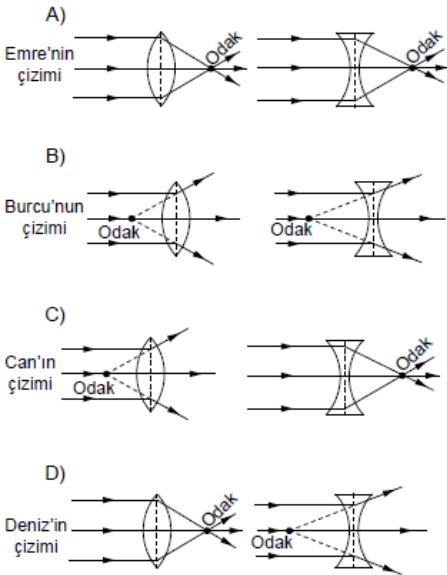 A)
Emre'nin
çizimi
Odak
Odak
B)
Burcu'nun
çizimi
Odak
Odak
C)
Can'ın
çizimi
Odak
Odak
D)
Deniz'in
çizimi
Odak
Odak